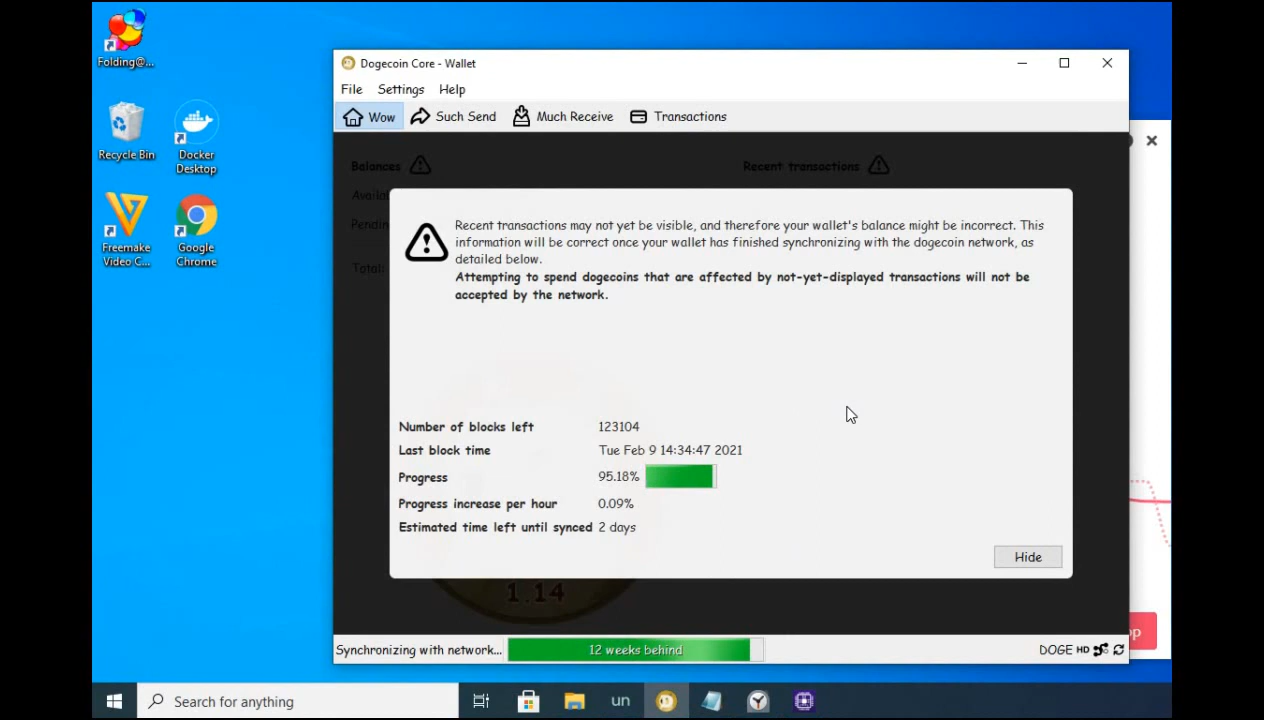 Folding@...
Recycle Bin
Docker
Desktop
Freemake
Video C...
Google
Chrome
Dogecoin Core - Wallet
File Settings Help
Wow Such Send Much Receive Transactions
Balances Recent transactions
Pendin
Total:
Recent transactions may not yet be visible, and therefore your wallet's balance might be incorrect. This
information will be correct once your wallet has finished synchronizing with the dogecoin network, as
detailed below.
Attempting to spend dogecoins that are affected by not-yet-displayed transactions will not be
accepted by the network.
Number of blocks left 123104
Last block time Tue Feb 9 14:34:47 2021
Progress 95.18%
Progress increase per hour 0.09%
Estimated time left until synced 2 days
Hide
1.14
op
Synchronizing with network... 12 weeks behind DOGE HD
Search for anything un